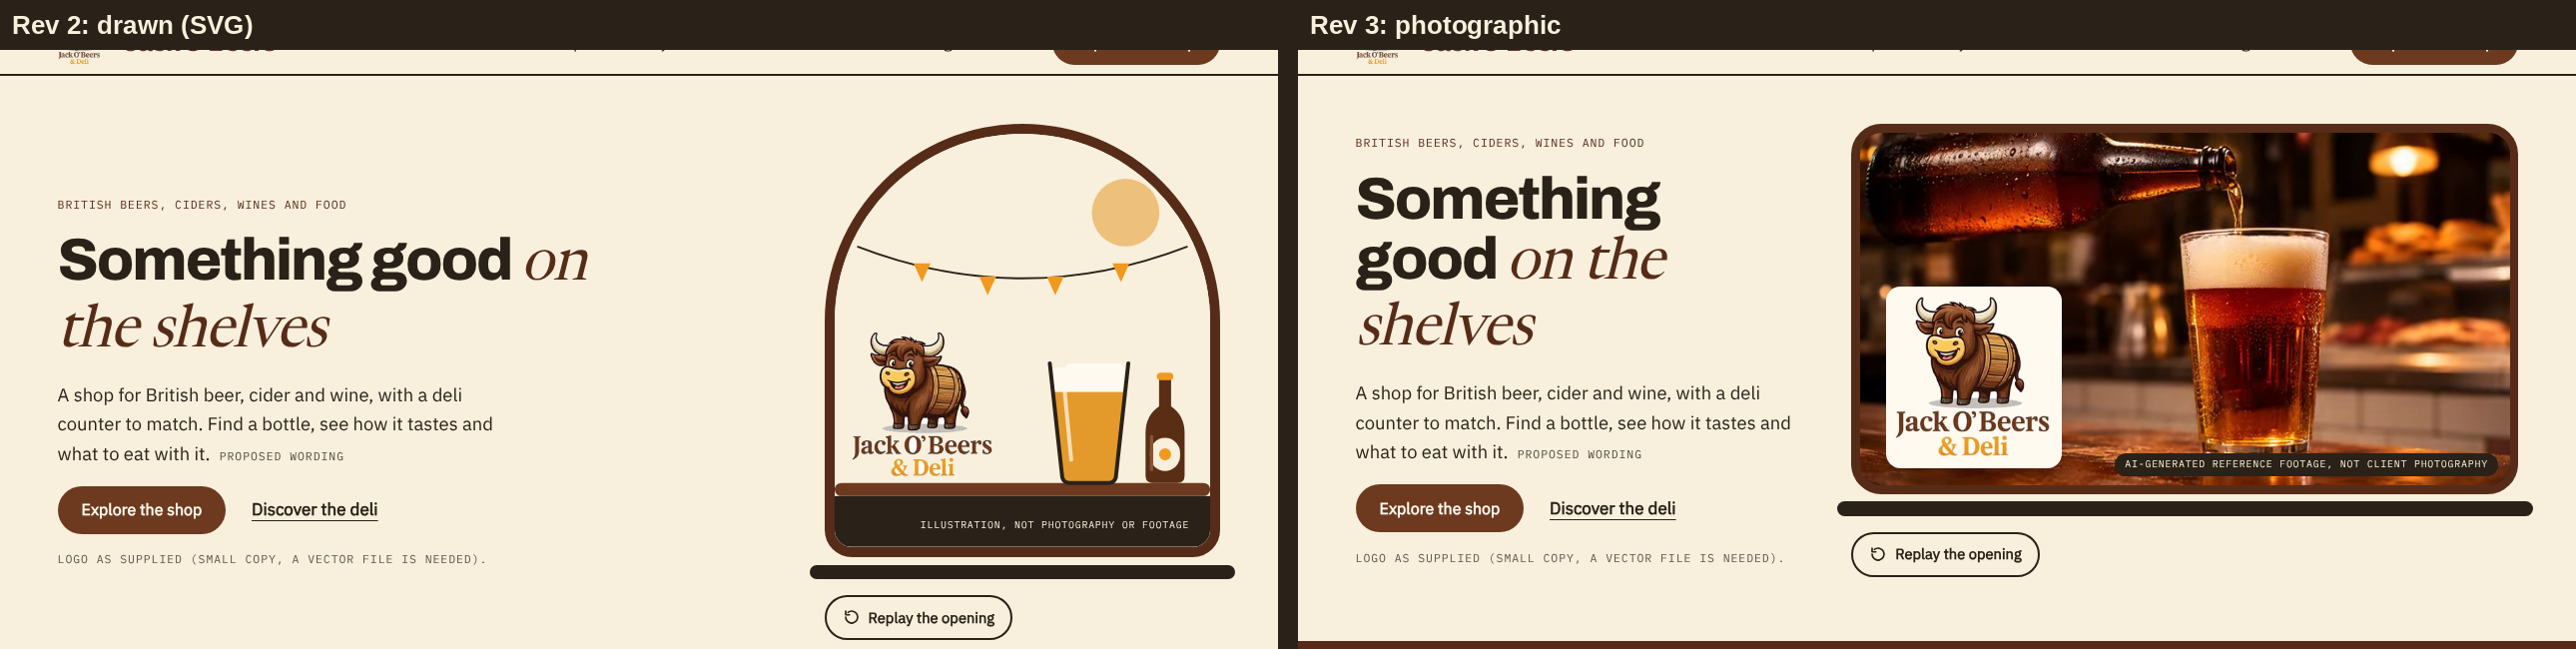 Rev 2: drawn (SVG)
Jack O'Beers
& Deli
BRITISH BEERS, CIDERS, WINES AND FOOD
Something good on
the shelves
A shop for British beer, cider and wine, with a deli
counter to match. Find a bottle, see how it tastes and
what to eat with it. PROPOSED WORDING
Explore the shop Discover the deli
LOGO AS SUPPLIED (SMALL COPY, A VECTOR FILE IS NEEDED).
Jack O'Beers
& Deli
ILLUSTRATION, NOT PHOTOGRAPHY OR FOOTAGE
Replay the opening
Rev 3: photographic
Jack O'Beers
& Deli
BRITISH BEERS, CIDERS, WINES AND FOOD
Something
good on the
shelves
A shop for British beer, cider and wine, with a deli
counter to match. Find a bottle, see how it tastes and
what to eat with it. PROPOSED WORDING
Explore the shop Discover the deli
LOGO AS SUPPLIED (SMALL COPY, A VECTOR FILE IS NEEDED).
Jack O'Beers
& Deli
AI-GENERATED REFERENCE FOOTAGE, NOT CLIENT PHOTOGRAPHY
Replay the opening